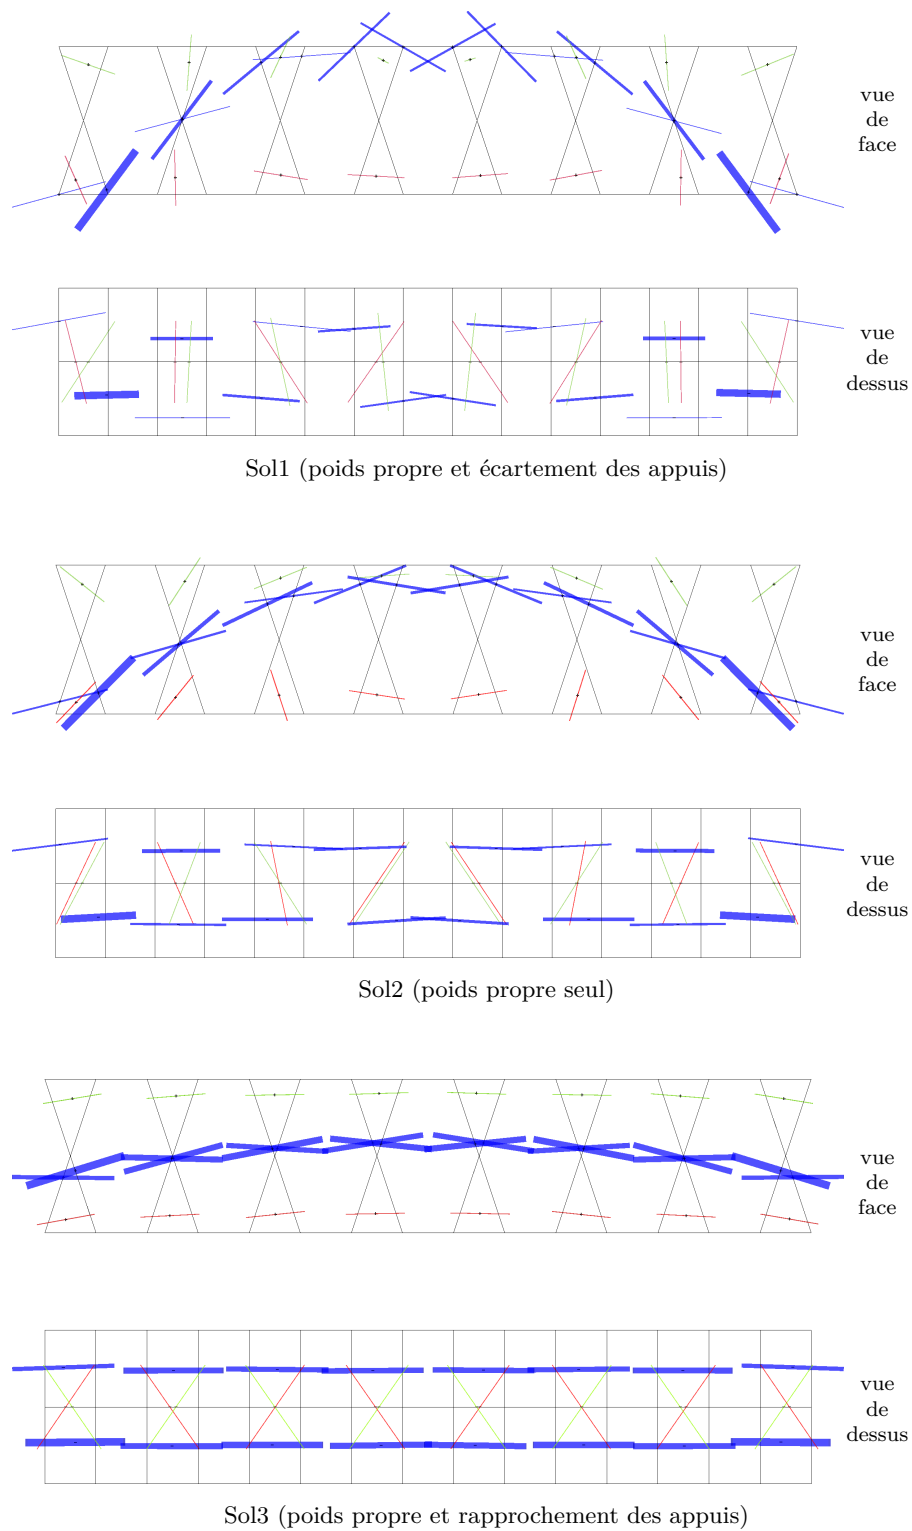 vue
de
face
vue
de
dessus
Sol1 (poids propre et écartement des appuis)
vue
de
face
vue
de
dessus
Sol2 (poids propre seul)
vue
de
face
vue
de
dessus
Sol3 (poids propre et rapprochement des appuis)